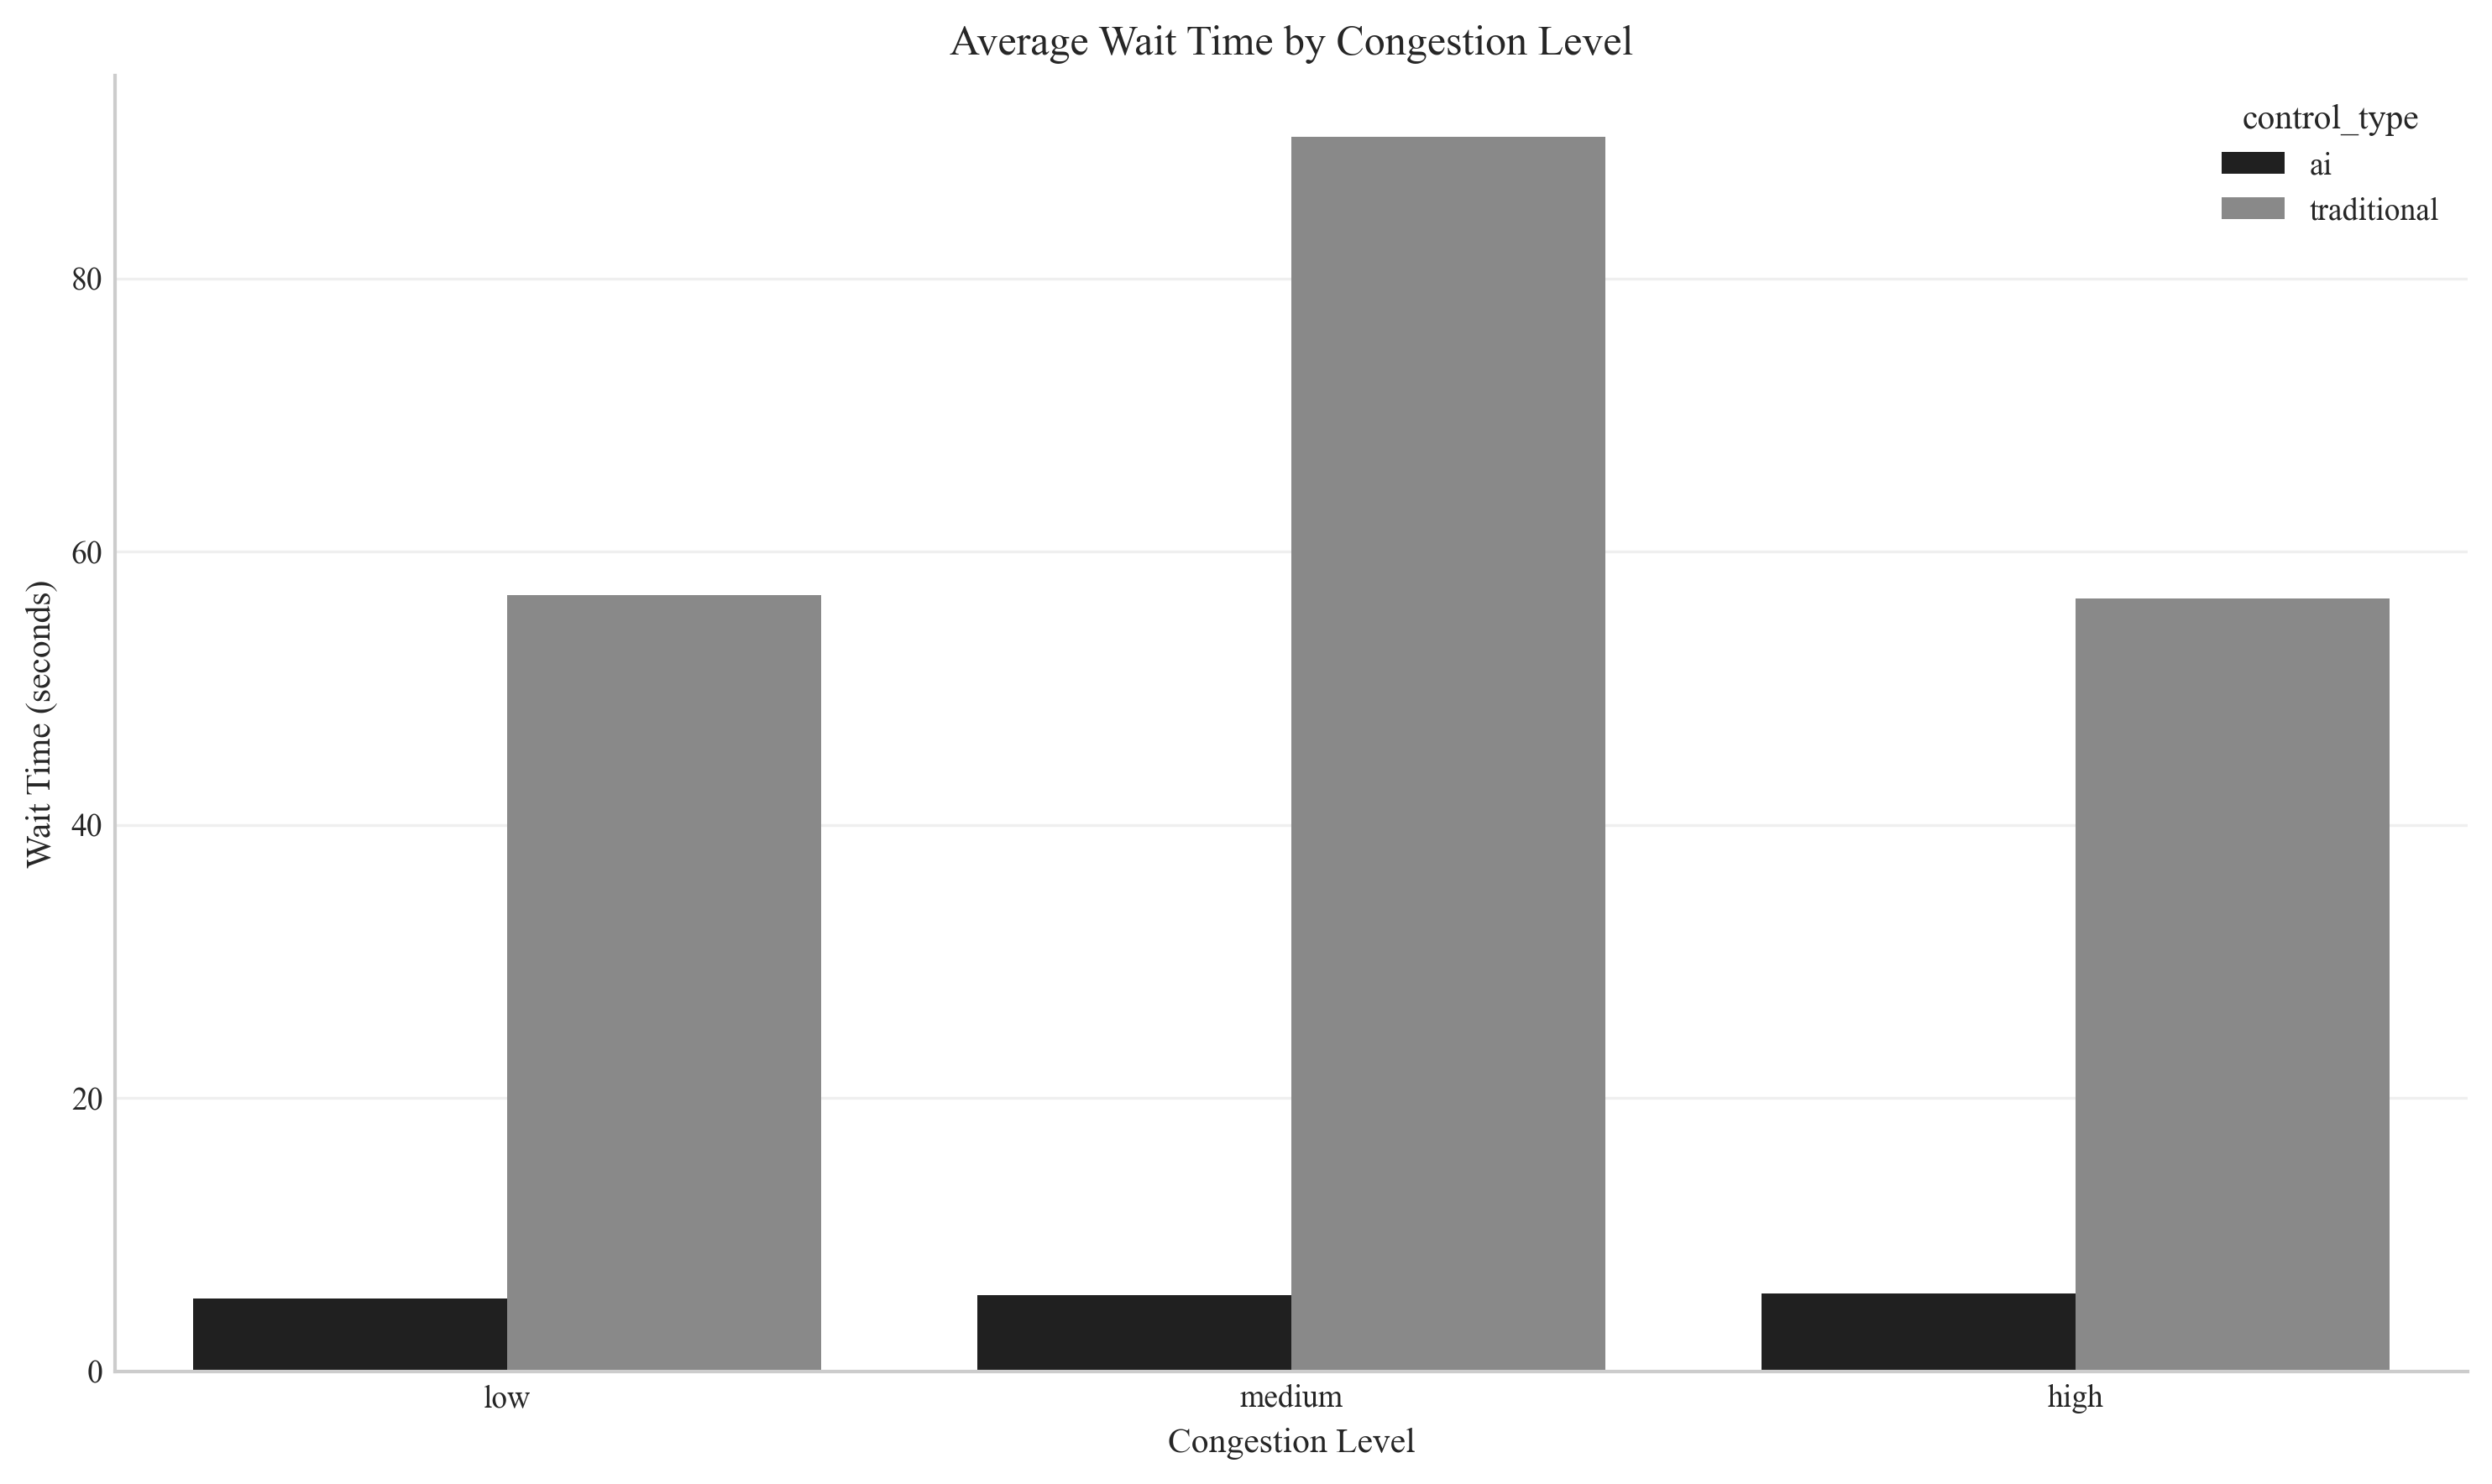 Average Wait Time by Congestion Level
control_type
ai
traditional
Wait Time (seconds)
80
60
40
20
0
low
medium
high
Congestion Level